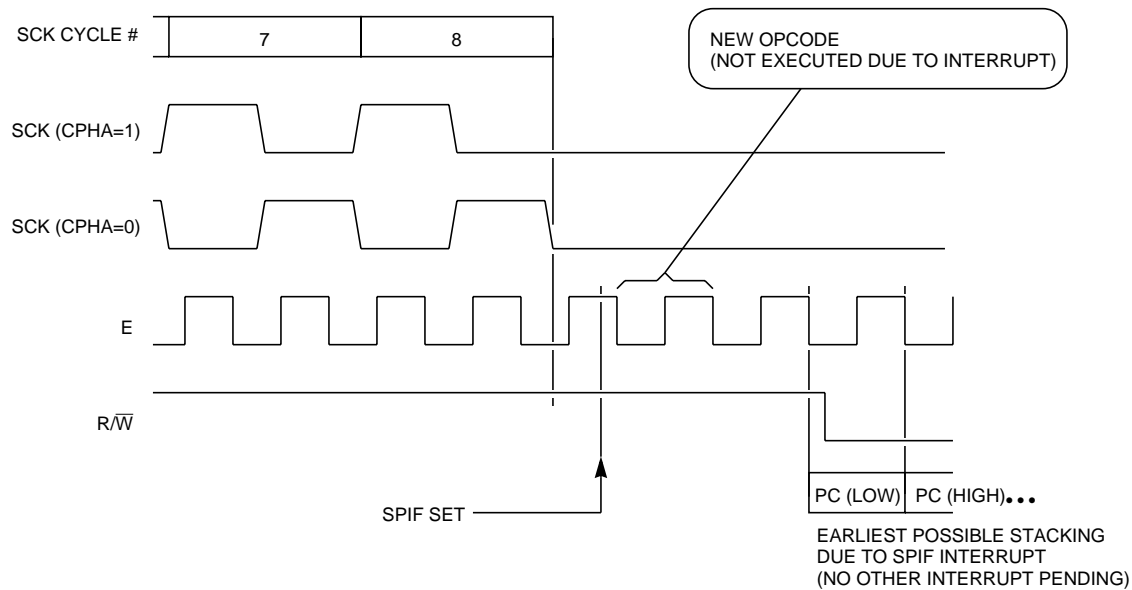 SCK CYCLE #
7
8
NEW OPCODE
(NOT EXECUTED DUE TO INTERRUPT)
SCK (CPHA=1)
SCK (CPHA=0)
E
R/W̅
SPIF SET
PC (LOW)
PC (HIGH)•••
EARLIEST POSSIBLE STACKING
DUE TO SPIF INTERRUPT
(NO OTHER INTERRUPT PENDING)